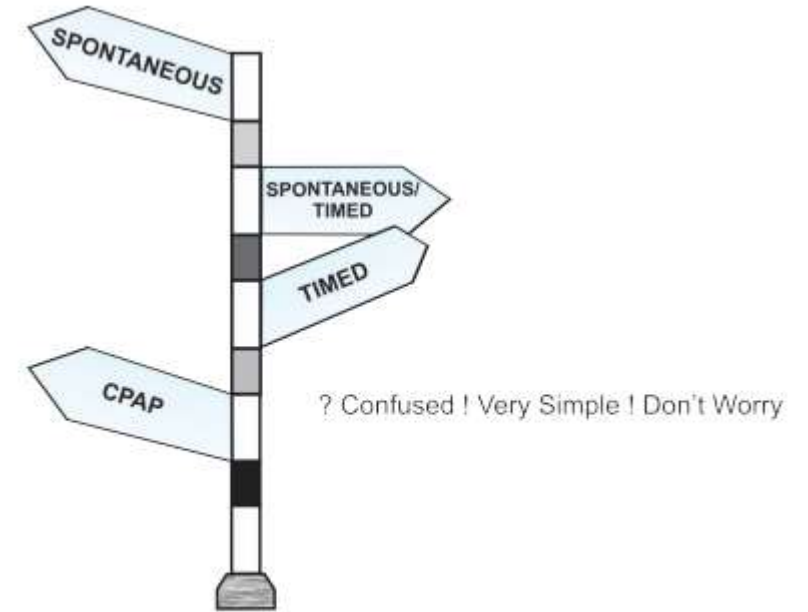 SPONTANEOUS
SPONTANEOUS/
TIMED
TIMED
CPAP
? Confused ! Very Simple ! Don't Worry